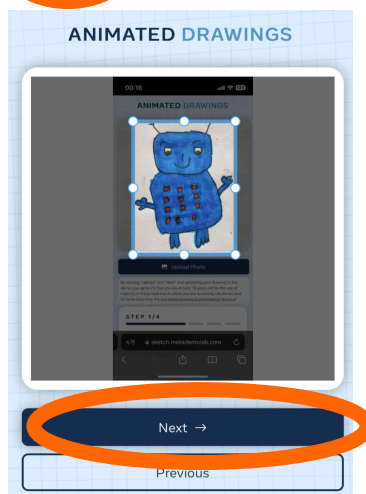 ANIMATED DRAWINGS
00:16
ANIMATED DRAWINGS
Upload Photo
STEP 1/4
sketch.metademolab.com
Next →
Previous